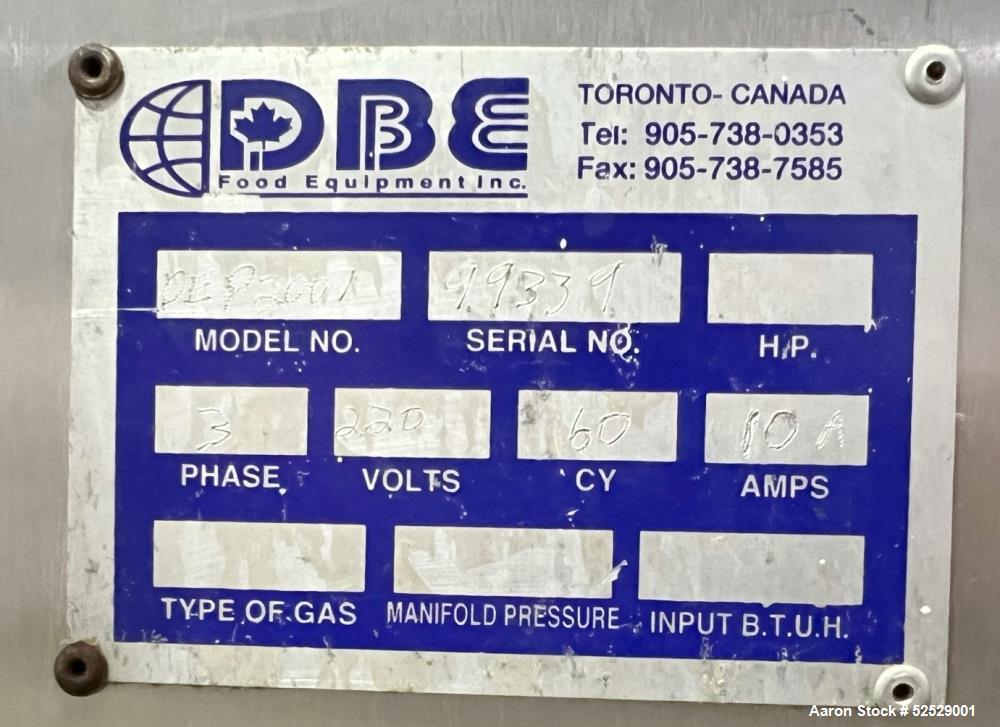 DBE
Food Equipment Inc.
TORONTO- CANADA
Tel: 905-738-0353
Fax: 905-738-7585
DEP2001 99339
MODEL NO. SERIAL NO. H.P.
3 220 60 10 A
PHASE VOLTS CY AMPS
TYPE OF GAS MANIFOLD PRESSURE INPUT B.T.U.H.
Aaron Stock # 52529001